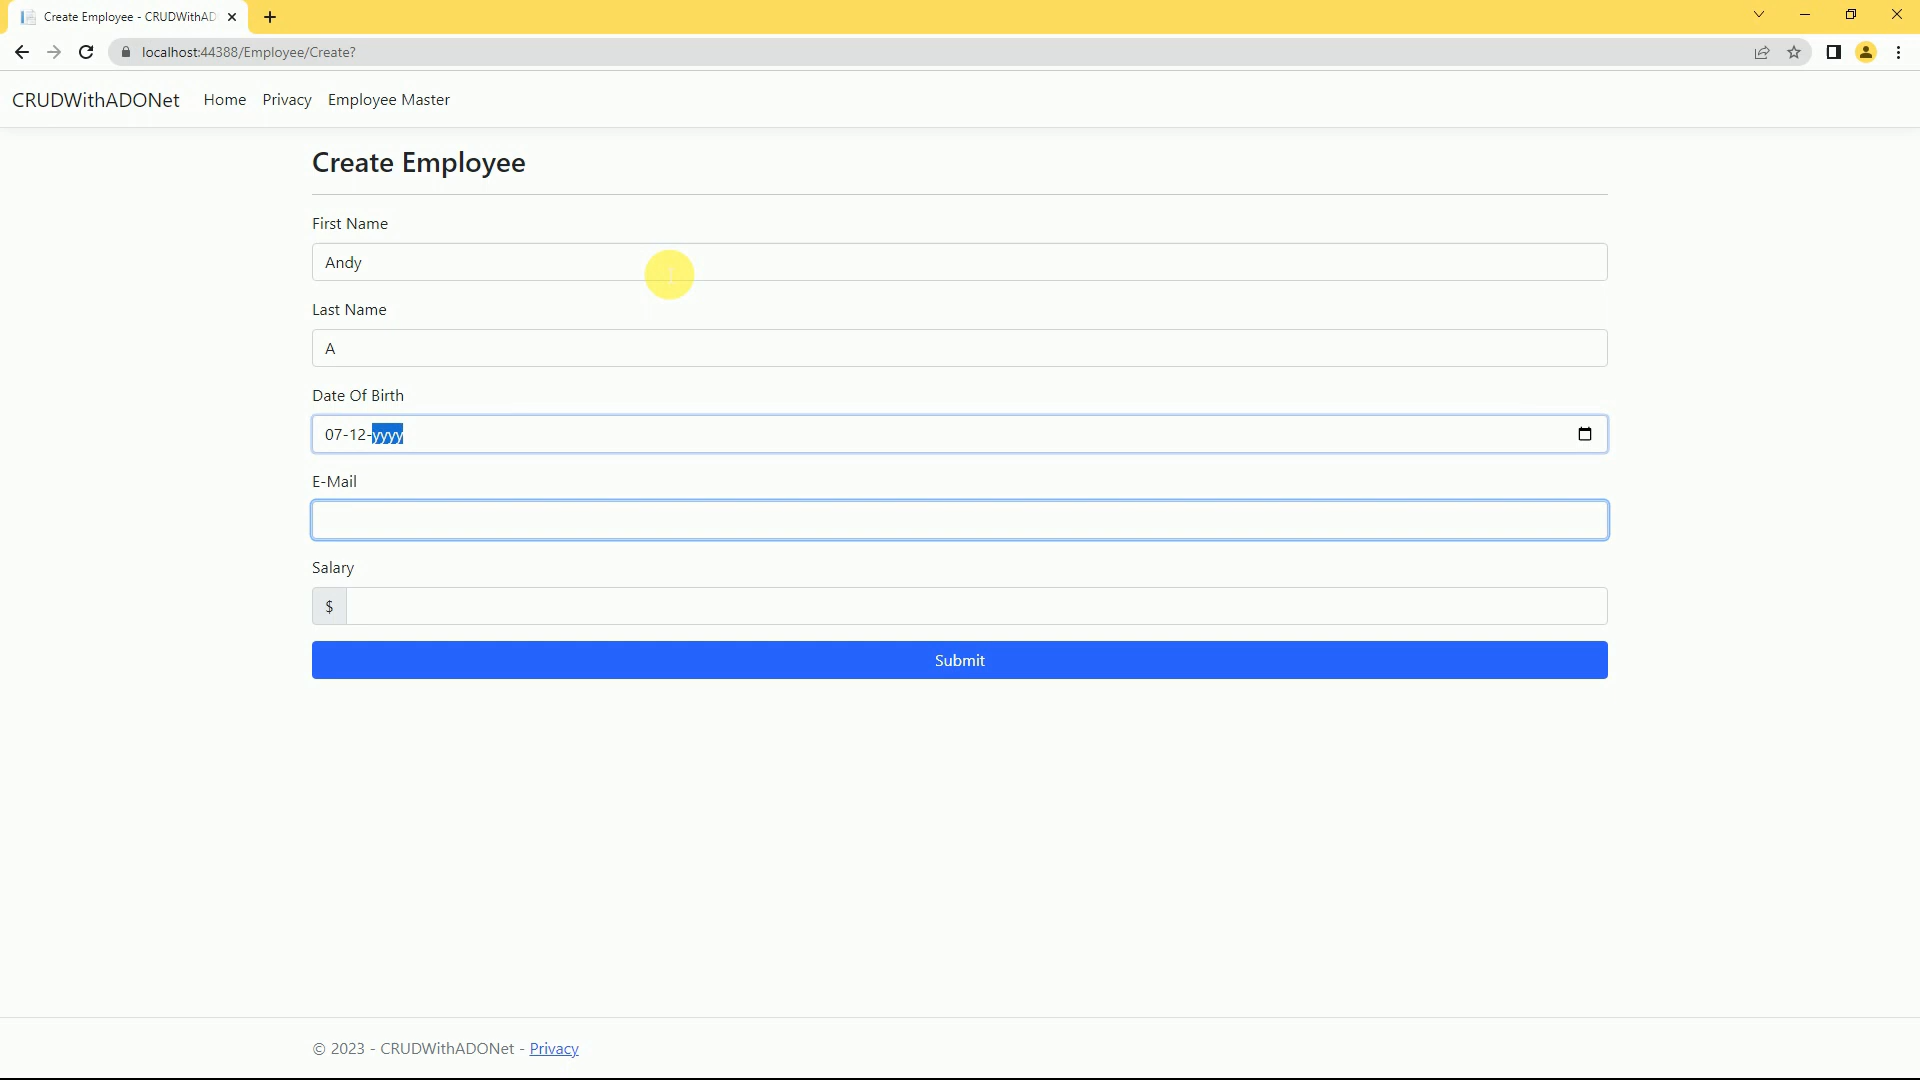 Create Employee - CRUDWithAD
localhost:44388/Employee/Create?
CRUDWithADONet Home Privacy Employee Master
Create Employee
First Name
Andy
Last Name
A
Date Of Birth
07-12-yyyy
E-Mail
Salary
$
Submit
© 2023 - CRUDWithADONet - Privacy